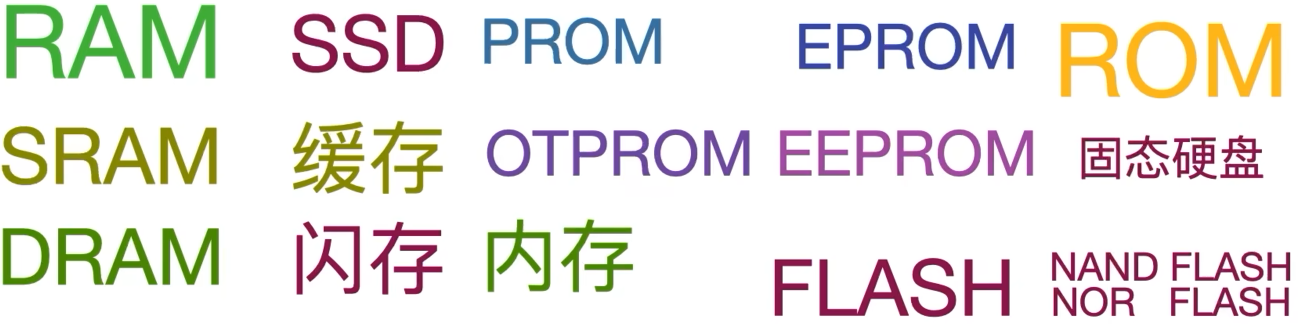 RAM SSD PROM EPROM ROM
SRAM 缓存 OTPROM EEPROM 固态硬盘
DRAM 闪存 内存 FLASH NAND FLASH
NOR FLASH